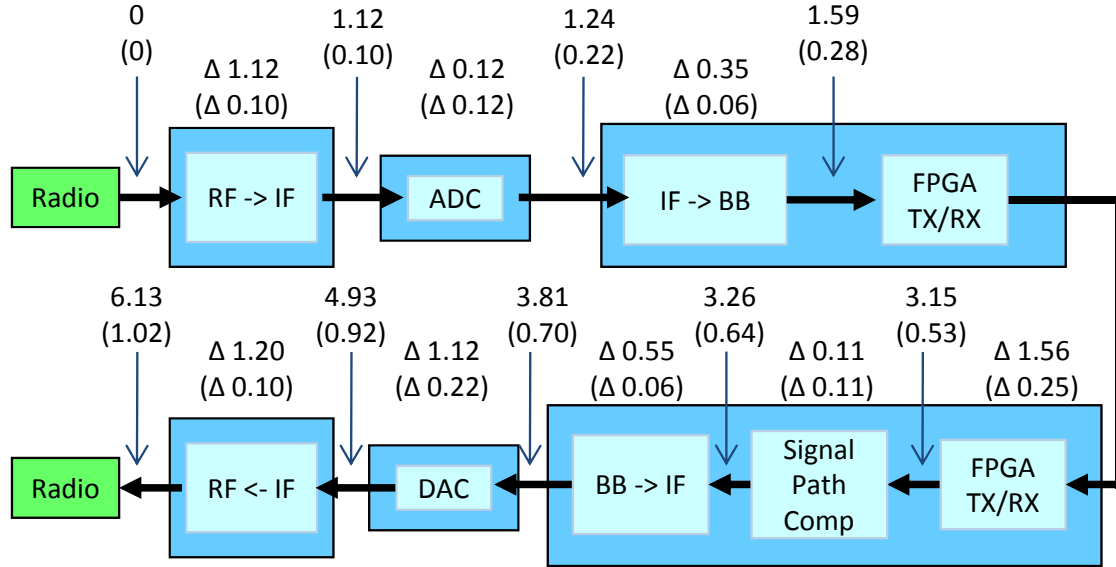 0
(0)
1.12
(0.10)
1.24
(0.22)
1.59
(0.28)
Δ 1.12
(Δ 0.10)
Δ 0.12
(Δ 0.12)
Δ 0.35
(Δ 0.06)
Radio
RF -> IF
ADC
IF -> BB
FPGA
TX/RX
6.13
(1.02)
4.93
(0.92)
3.81
(0.70)
3.26
(0.64)
3.15
(0.53)
Δ 1.20
(Δ 0.10)
Δ 1.12
(Δ 0.22)
Δ 0.55
(Δ 0.06)
Δ 0.11
(Δ 0.11)
Δ 1.56
(Δ 0.25)
Radio
RF <- IF
DAC
BB -> IF
Signal
Path
Comp
FPGA
TX/RX